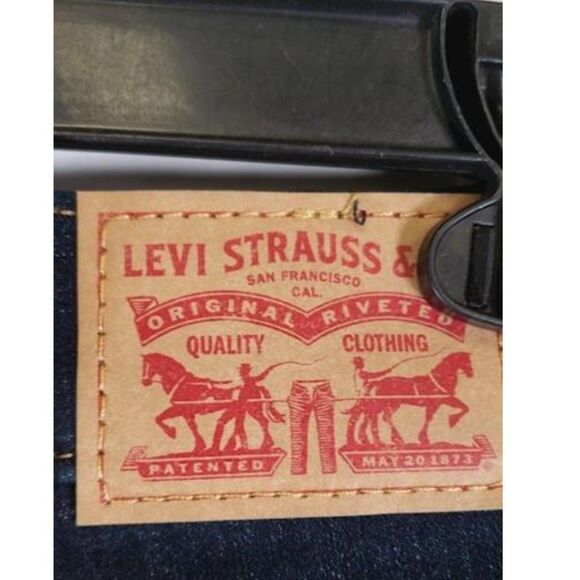 LEVI STRAUSS &
SAN FRANCISCO
CAL.
ORIGINAL RIVETED
QUALITY CLOTHING
PATENTED MAY 20 1873